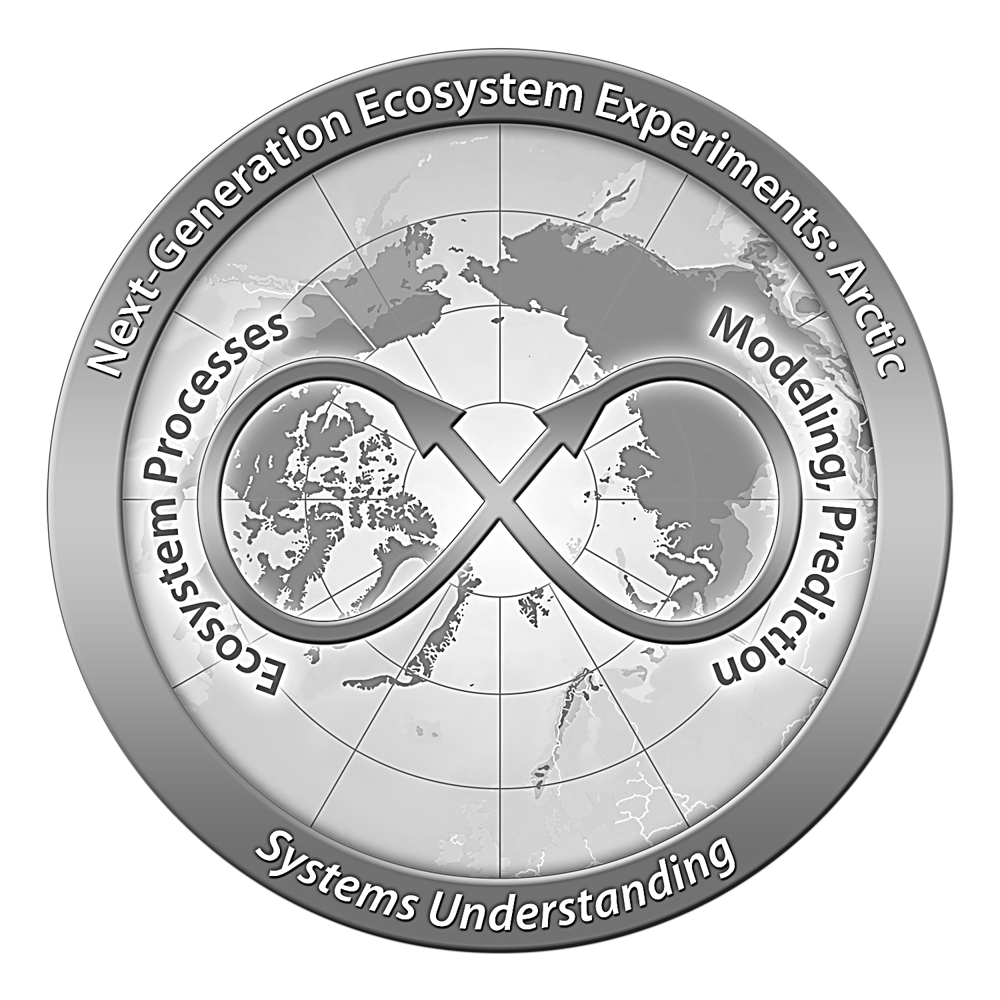 Next-Generation Ecosystem Experiments: Arctic
Ecosystem Processes
Modeling, Prediction
Systems Understanding